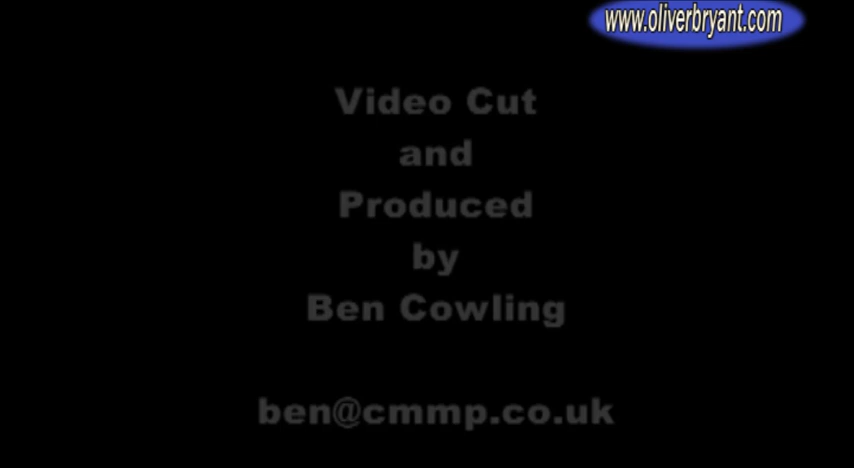 www.oliverbryant.com
Video Cut
and
Produced
by
Ben Cowling
ben@cmmp.co.uk